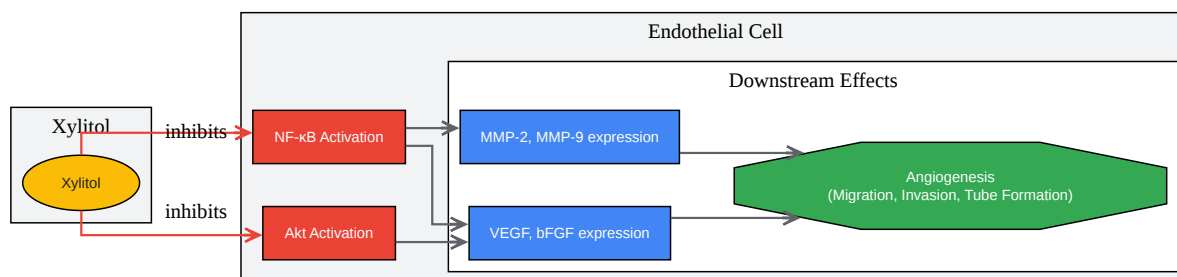 Endothelial Cell
Downstream Effects
Xylitol
inhibits
NF-κB Activation
MMP-2, MMP-9 expression
Xylitol
Angiogenesis
(Migration, Invasion, Tube Formation)
inhibits
Akt Activation
VEGF, bFGF expression